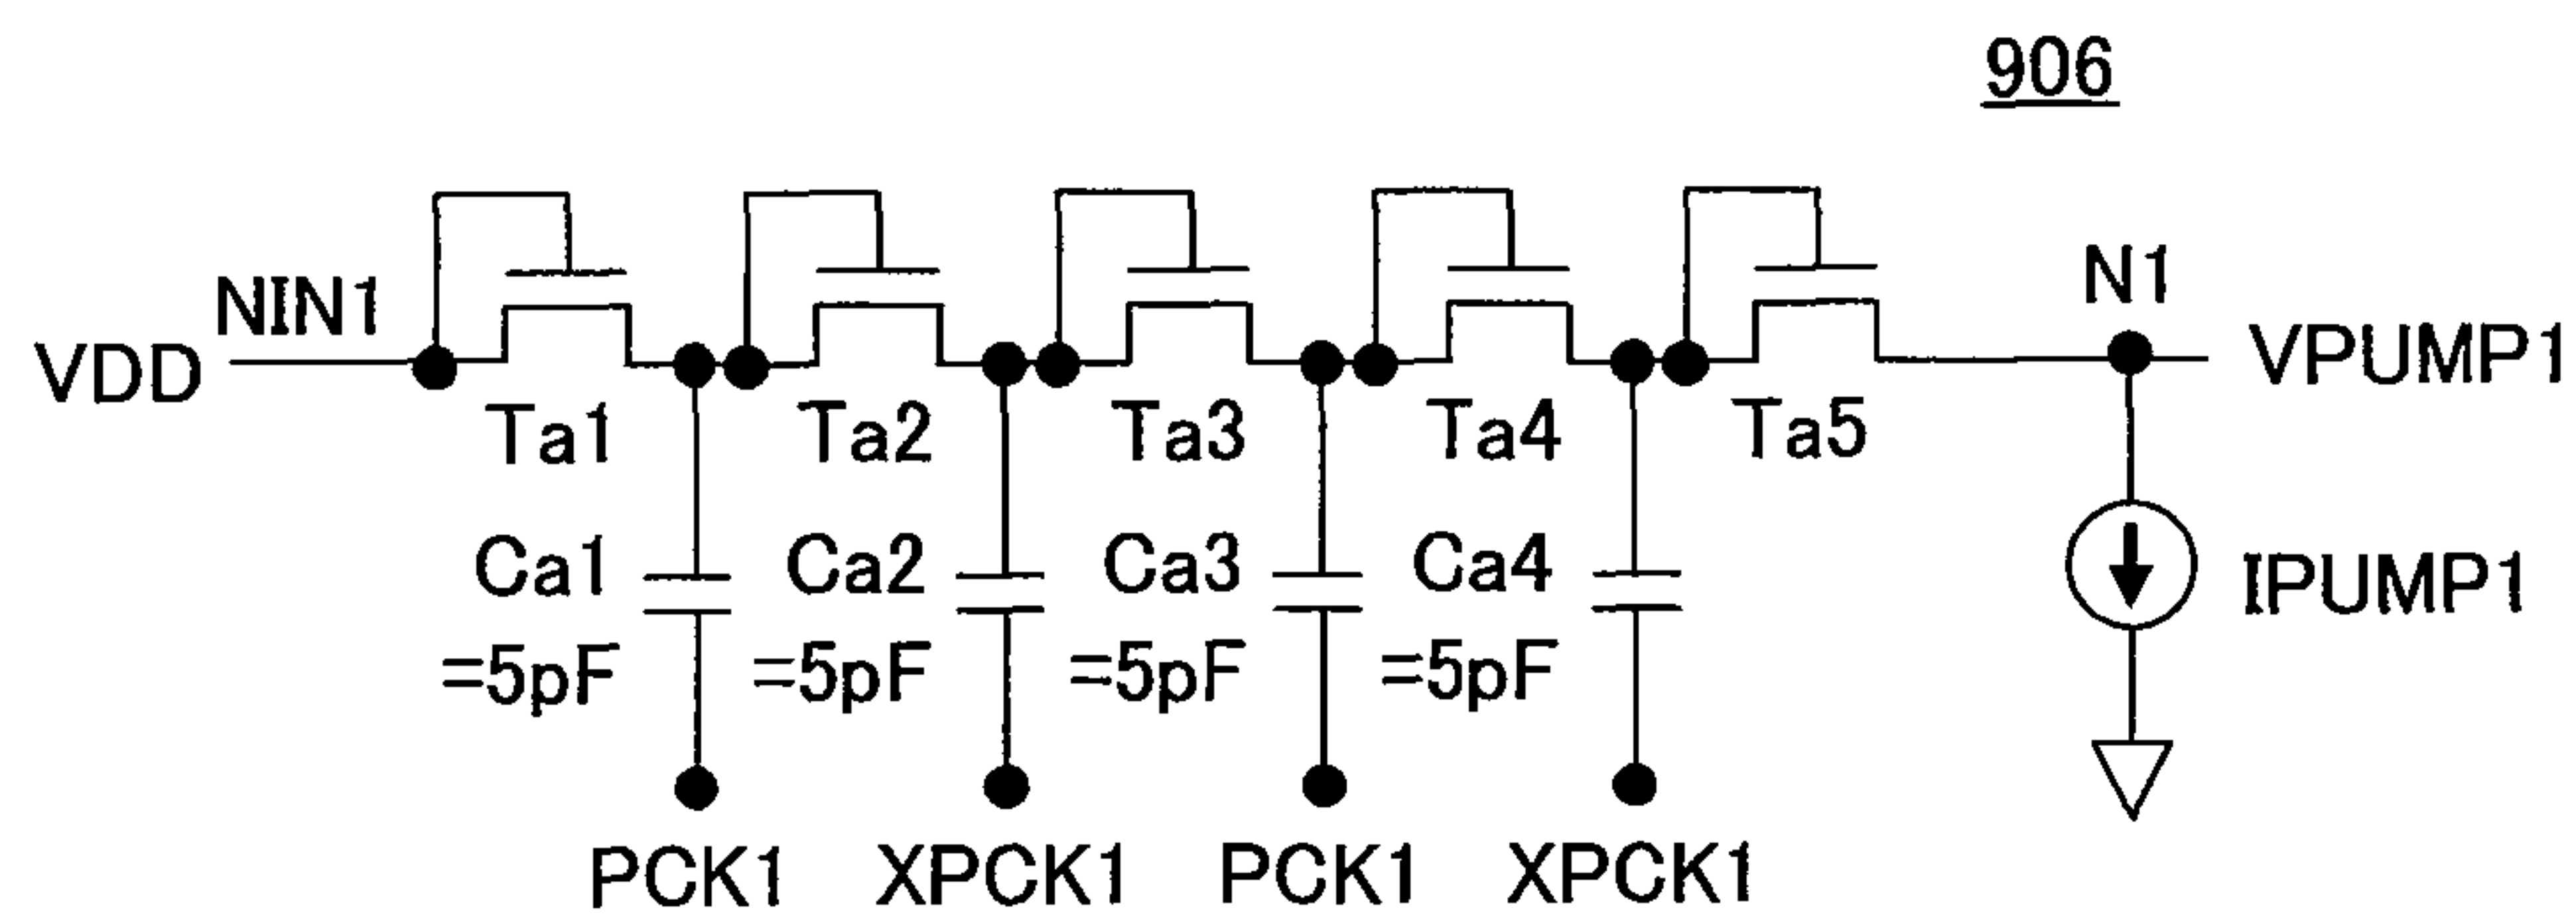 906
NIN1
N1
VDD
VPUMP1
Ta1
Ta2
Ta3
Ta4
Ta5
Ca1
=5pF
Ca2
=5pF
Ca3
=5pF
Ca4
=5pF
IPUMP1
PCK1
XPCK1
PCK1
XPCK1